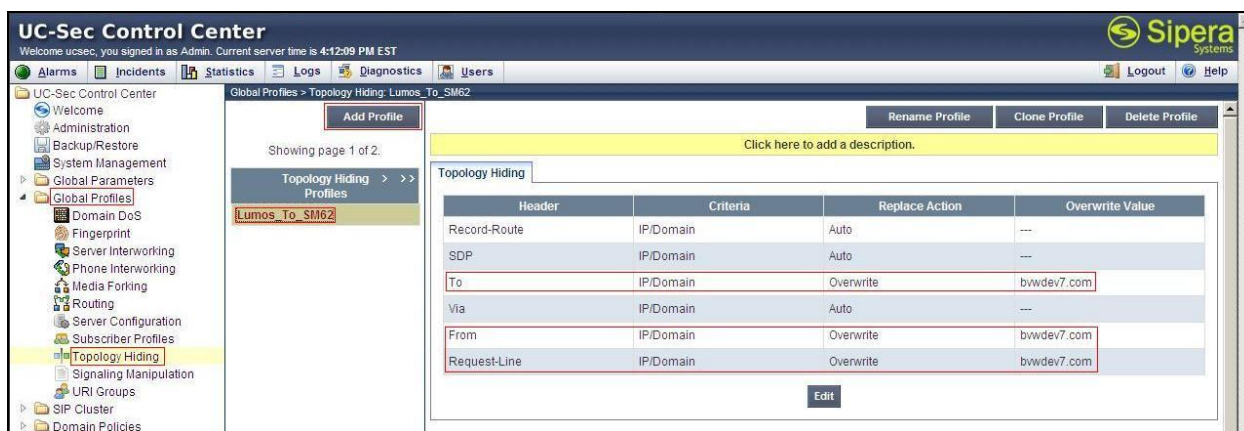 UC-Sec Control Center
Welcome ucsec, you signed in as Admin. Current server time is 4:12:09 PM EST
Sipera
Systems
Alarms Incidents Statistics Logs Diagnostics Users Logout Help
UC-Sec Control Center
Welcome
Administration
Backup/Restore
System Management
Global Parameters
Global Profiles
Domain DoS
Fingerprint
Server Interworking
Phone Interworking
Media Forking
Routing
Server Configuration
Subscriber Profiles
Topology Hiding
Signaling Manipulation
URI Groups
SIP Cluster
Domain Policies
Global Profiles > Topology Hiding: Lumos_To_SM62
Add Profile
Showing page 1 of 2.
Topology Hiding > >>
Profiles
Lumos_To_SM62
Rename Profile Clone Profile Delete Profile
Click here to add a description.
Topology Hiding
Header Criteria Replace Action Overwrite Value
Record-Route IP/Domain Auto ---
SDP IP/Domain Auto ---
To IP/Domain Overwrite bvwdev7.com
Via IP/Domain Auto ---
From IP/Domain Overwrite bvwdev7.com
Request-Line IP/Domain Overwrite bvwdev7.com
Edit